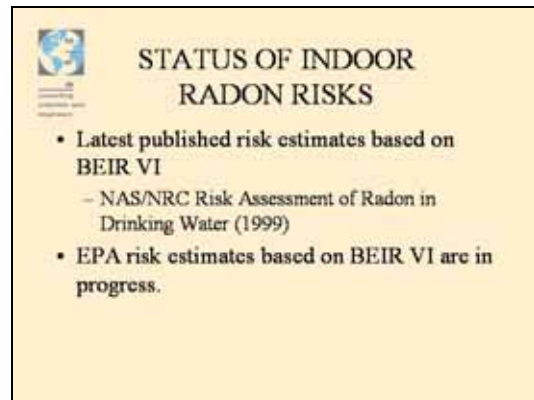 STATUS OF INDOOR
RADON RISKS
• Latest published risk estimates based on
BEIR VI
– NAS/NRC Risk Assessment of Radon in
Drinking Water (1999)
• EPA risk estimates based on BEIR VI are in
progress.